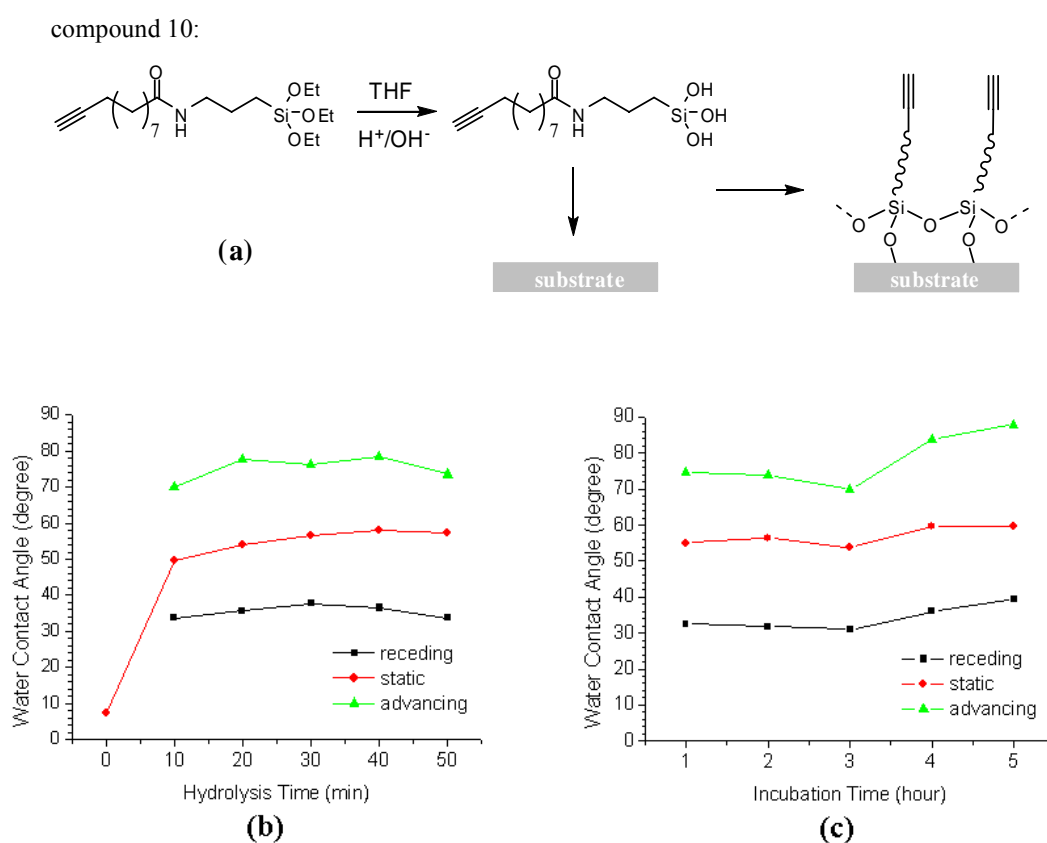 compound 10:
O
OEt
Si-OEt
OEt
N
H
7
THF
H+/OH-
O
OH
Si-OH
OH
N
H
7
(a)
substrate
Si Si
O O O
O O
substrate
90
80
70
60
50
40
30
20
10
0
Water Contact Angle (degree)
receding
static
advancing
0 10 20 30 40 50
Hydrolysis Time (min)
(b)
90
80
70
60
50
40
30
20
10
0
Water Contact Angle (degree)
receding
static
advancing
1 2 3 4 5
Incubation Time (hour)
(c)